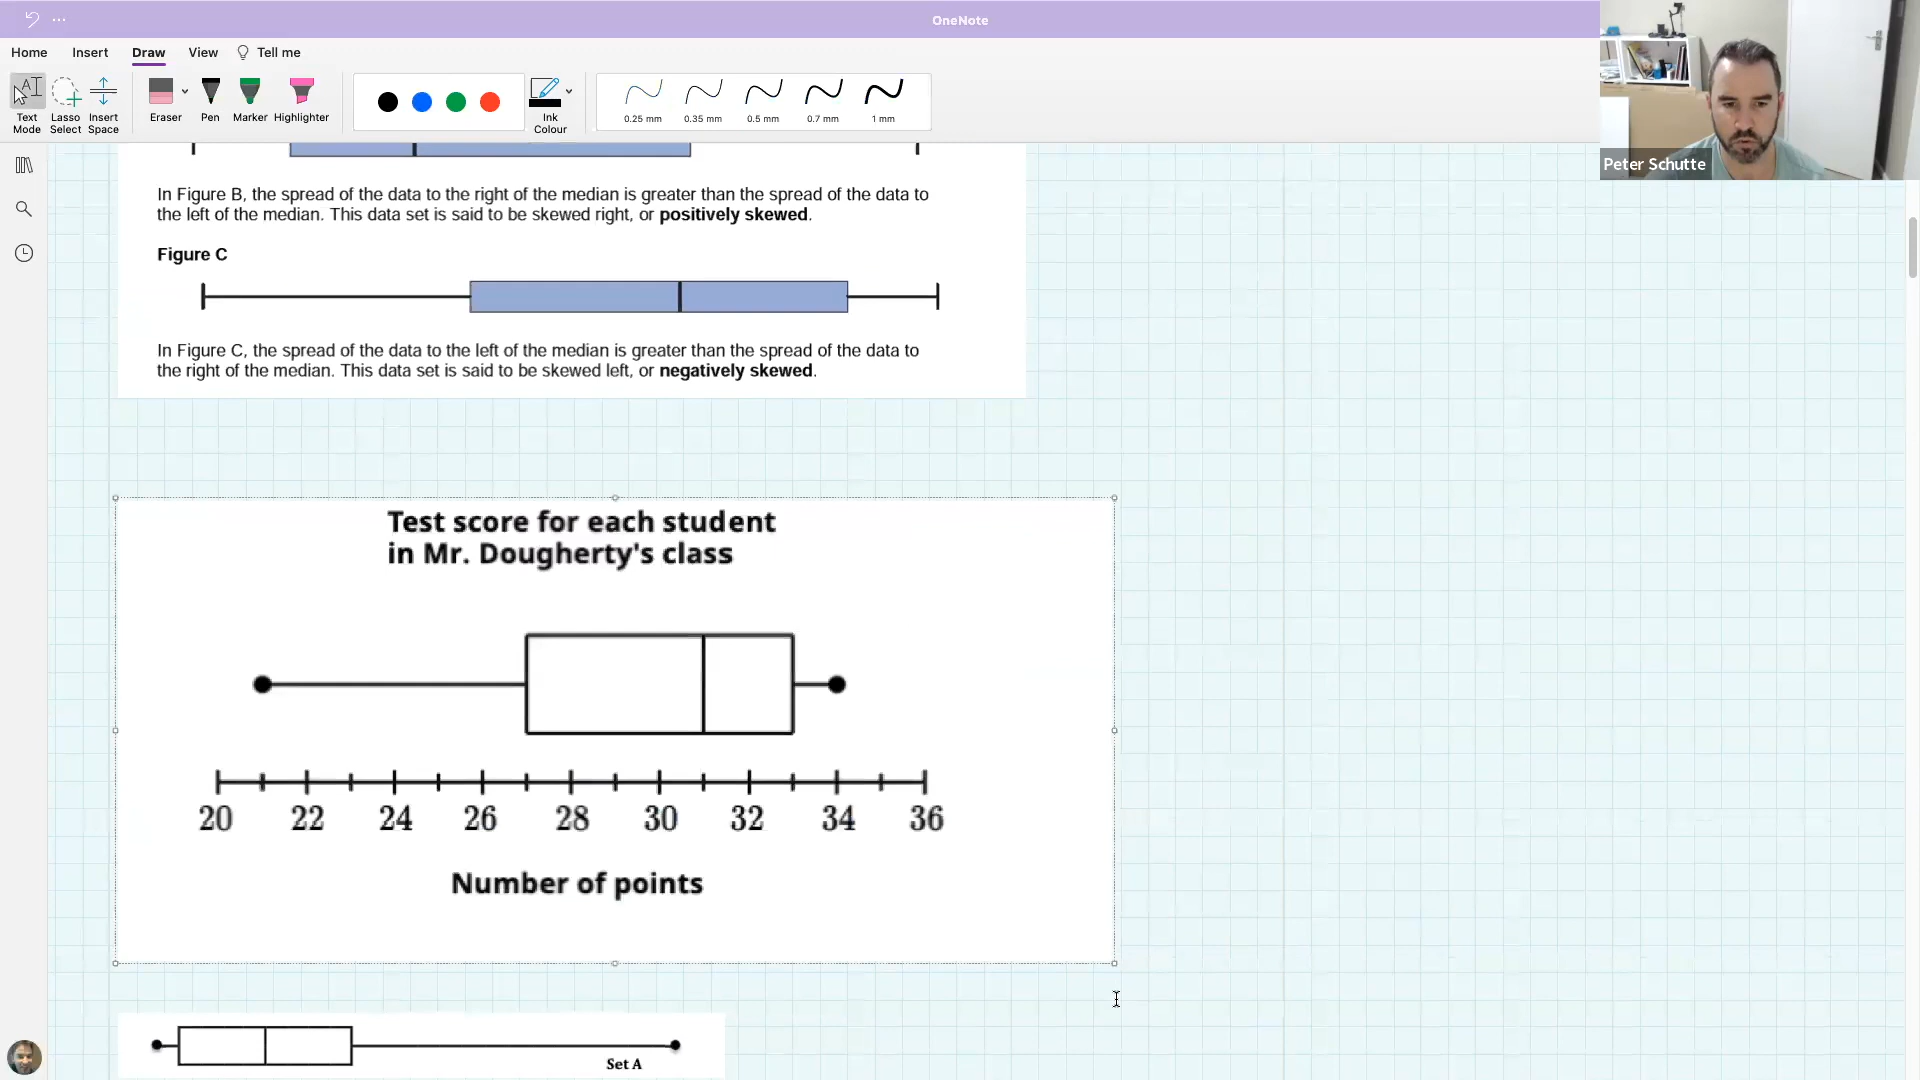 OneNote
Home Insert Draw View Tell me
Text Mode
Lasso Select
Insert Space
Eraser
Pen
Marker
Highlighter
Ink Colour
0.25 mm
0.35 mm
0.5 mm
0.7 mm
1 mm
Peter Schutte
In Figure B, the spread of the data to the right of the median is greater than the spread of the data to
the left of the median. This data set is said to be skewed right, or positively skewed.
Figure C
In Figure C, the spread of the data to the left of the median is greater than the spread of the data to
the right of the median. This data set is said to be skewed left, or negatively skewed.
Test score for each student
in Mr. Dougherty's class
20 22 24 26 28 30 32 34 36
Number of points
Set A